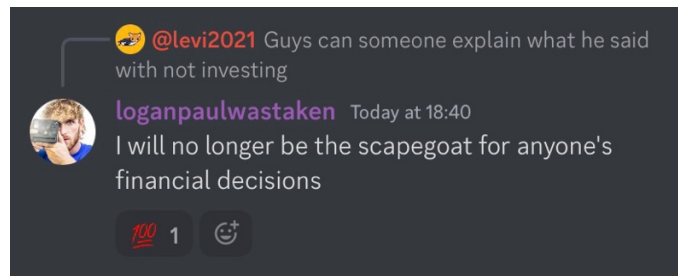 @levi2021 Guys can someone explain what he said
with not investing
loganpaulwastaken Today at 18:40
I will no longer be the scapegoat for anyone's
financial decisions
💯 1